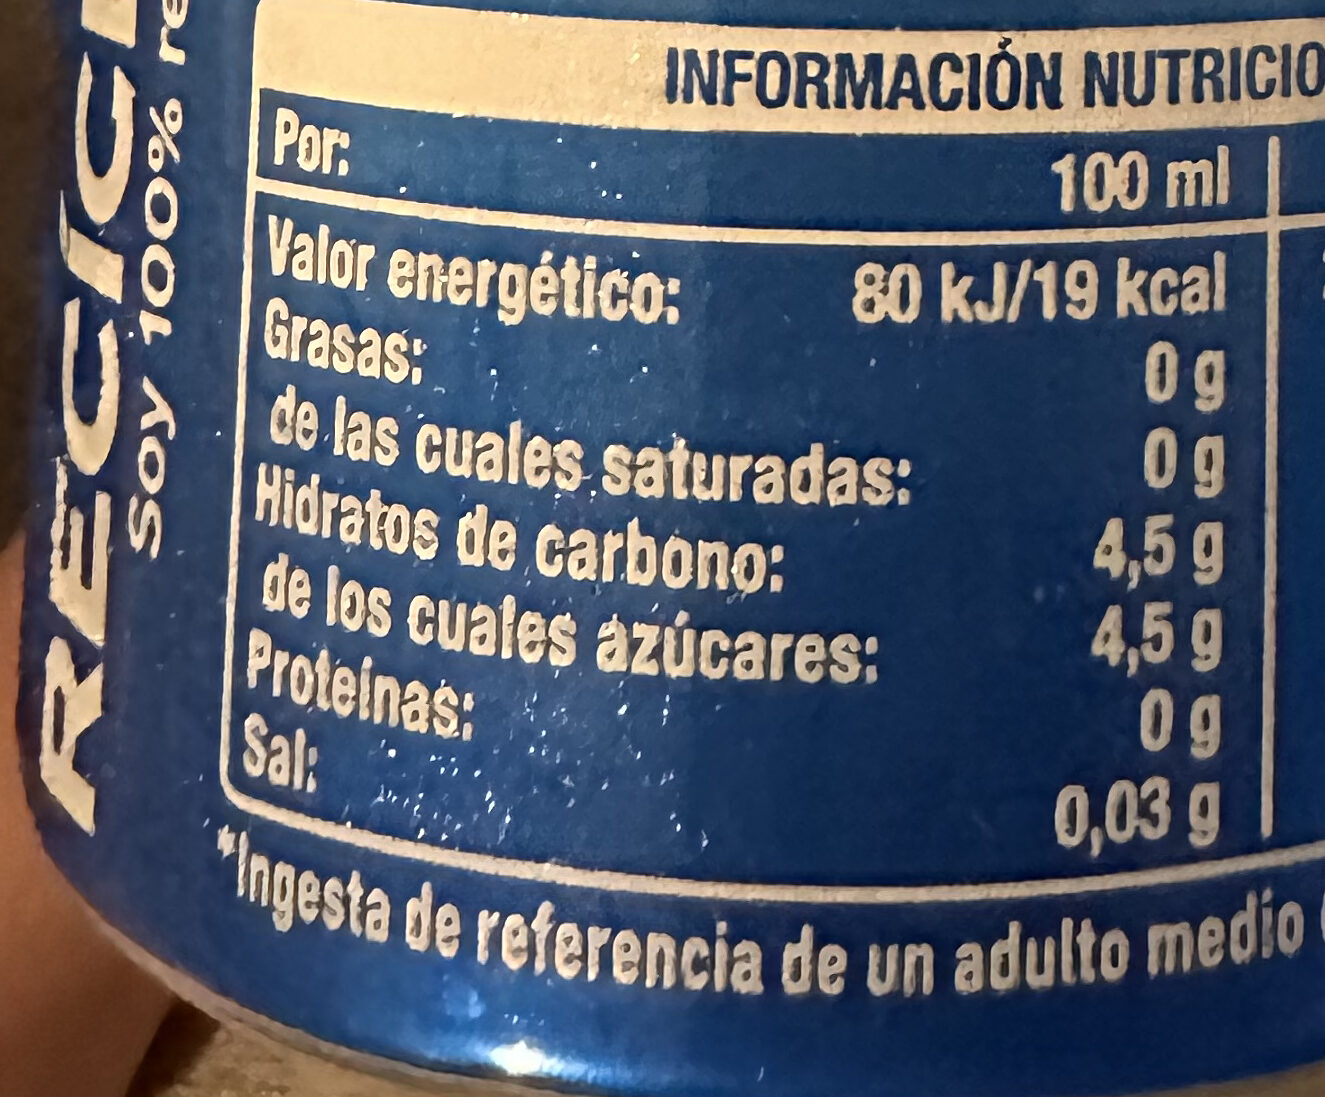 RECICL
Soy 100% re
INFORMACIÓN NUTRICIO
Por: 100 ml
Valor energético: 80 kJ/19 kcal
Grasas: 0 g
de las cuales saturadas: 0 g
Hidratos de carbono: 4,5 g
de los cuales azúcares: 4,5 g
Proteínas: 0 g
Sal: 0,03 g
*Ingesta de referencia de un adulto medio